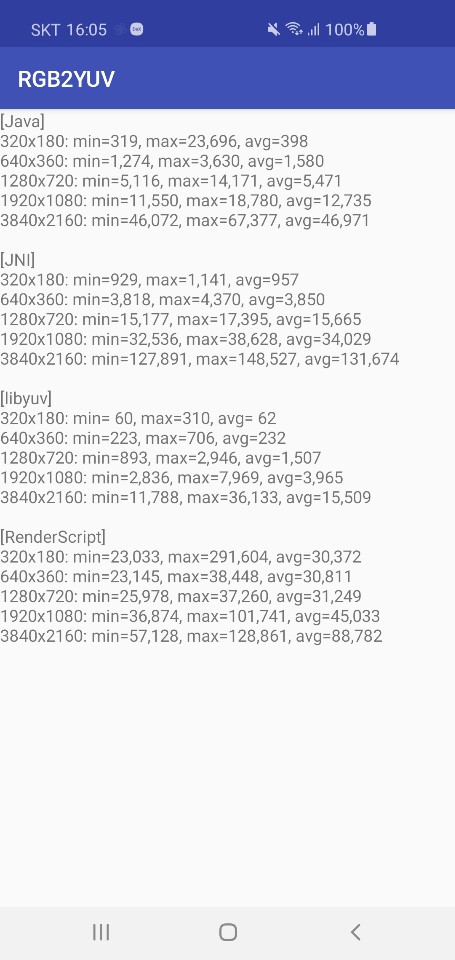 SKT 16:05
100%
RGB2YUV
[Java]
320x180: min=319, max=23,696, avg=398
640x360: min=1,274, max=3,630, avg=1,580
1280x720: min=5,116, max=14,171, avg=5,471
1920x1080: min=11,550, max=18,780, avg=12,735
3840x2160: min=46,072, max=67,377, avg=46,971
[JNI]
320x180: min=929, max=1,141, avg=957
640x360: min=3,818, max=4,370, avg=3,850
1280x720: min=15,177, max=17,395, avg=15,665
1920x1080: min=32,536, max=38,628, avg=34,029
3840x2160: min=127,891, max=148,527, avg=131,674
[libyuv]
320x180: min= 60, max=310, avg= 62
640x360: min=223, max=706, avg=232
1280x720: min=893, max=2,946, avg=1,507
1920x1080: min=2,836, max=7,969, avg=3,965
3840x2160: min=11,788, max=36,133, avg=15,509
[RenderScript]
320x180: min=23,033, max=291,604, avg=30,372
640x360: min=23,145, max=38,448, avg=30,811
1280x720: min=25,978, max=37,260, avg=31,249
1920x1080: min=36,874, max=101,741, avg=45,033
3840x2160: min=57,128, max=128,861, avg=88,782